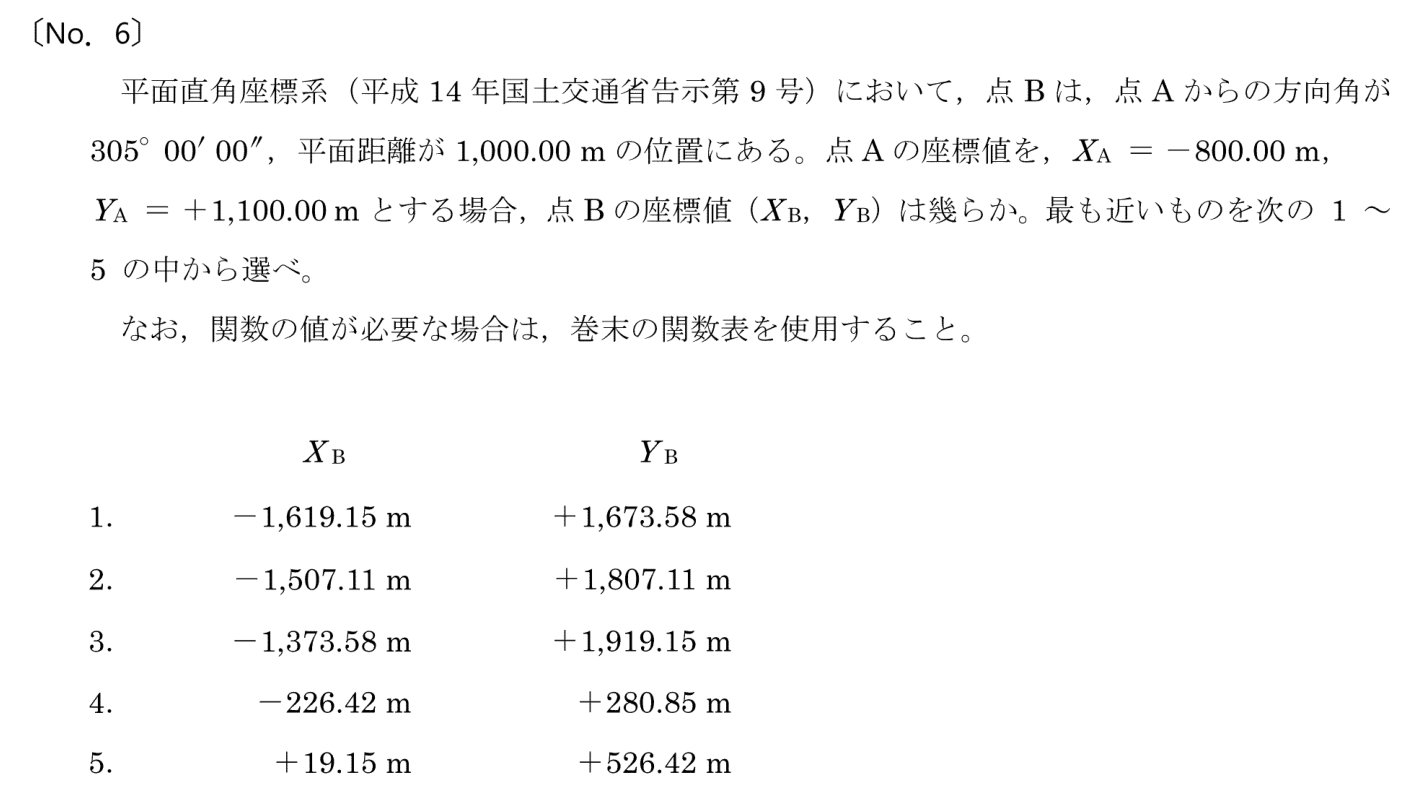 〔No. 6〕
平面直角座標系（平成 14 年国土交通省告示第 9 号）において，点 B は，点 A からの方向角が
305° 00′ 00″，平面距離が 1,000.00 m の位置にある。点 A の座標値を，XA ＝ −800.00 m，
YA ＝ ＋1,100.00 m とする場合，点 B の座標値（XB，YB）は幾らか。最も近いものを次の 1 ～
5 の中から選べ。
なお，関数の値が必要な場合は，巻末の関数表を使用すること。
XB YB
1. −1,619.15 m ＋1,673.58 m
2. −1,507.11 m ＋1,807.11 m
3. −1,373.58 m ＋1,919.15 m
4. −226.42 m ＋280.85 m
5. ＋19.15 m ＋526.42 m